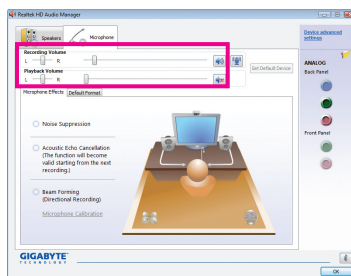 Realtek HD Audio Manager
Speakers
Microphone
Device advanced
settings
Recording Volume
L
R
Set Default Device
Playback Volume
L
R
Microphone Effects
Default Format
Noise Suppression
Acoustic Echo Cancellation
(The function will become
valid starting from the next
recording.)
Beam Forming
(Directional Recording)
Microphone Calibration
ANALOG
Back Panel
Front Panel
GIGABYTE
TECHNOLOGY
OK